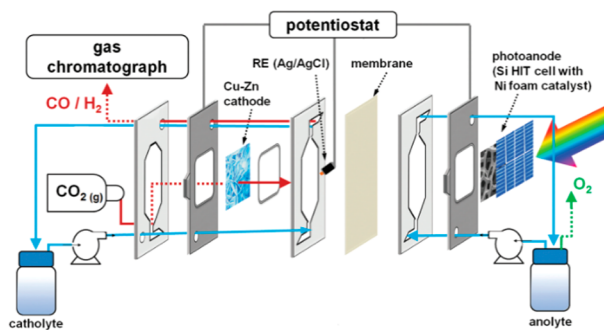 potentiostat
gas
chromatograph
RE (Ag/AgCl)
membrane
photoanode
(Si HIT cell with
Ni foam catalyst)
Cu-Zn
cathode
CO / H2
CO2 (g)
O2
catholyte
anolyte